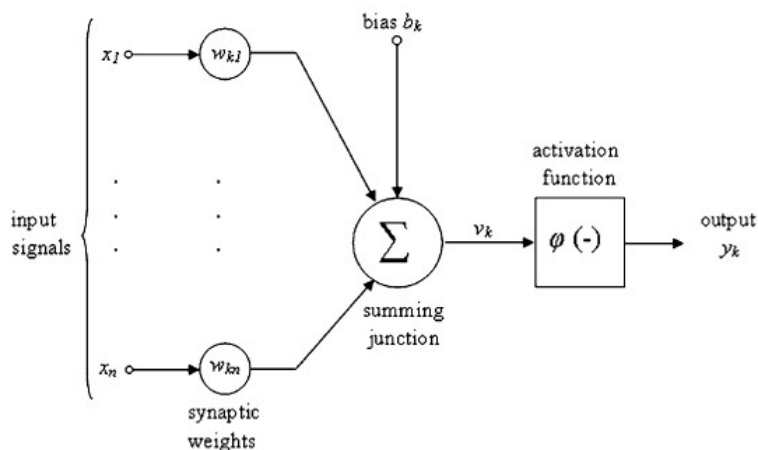 bias b_k
x_1
w_k1
activation
function
input
signals
Σ
v_k
φ (-)
output
y_k
summing
junction
x_n
w_kn
synaptic
weights